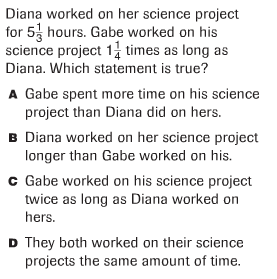 Diana worked on her science project
for 5 1/3 hours. Gabe worked on his
science project 1 1/4 times as long as
Diana. Which statement is true?
A Gabe spent more time on his science
project than Diana did on hers.
B Diana worked on her science project
longer than Gabe worked on his.
C Gabe worked on his science project
twice as long as Diana worked on
hers.
D They both worked on their science
projects the same amount of time.